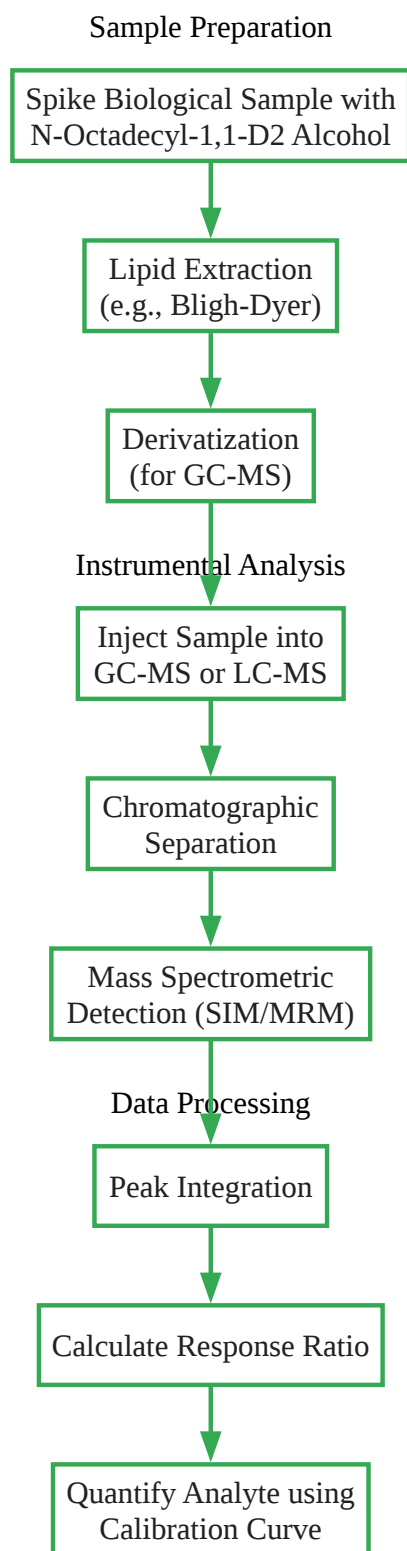 Sample Preparation
Spike Biological Sample with
N-Octadecyl-1,1-D2 Alcohol
Lipid Extraction
(e.g., Bligh-Dyer)
Derivatization
(for GC-MS)
Instrumental Analysis
Inject Sample into
GC-MS or LC-MS
Chromatographic
Separation
Mass Spectrometric
Detection (SIM/MRM)
Data Processing
Peak Integration
Calculate Response Ratio
Quantify Analyte using
Calibration Curve